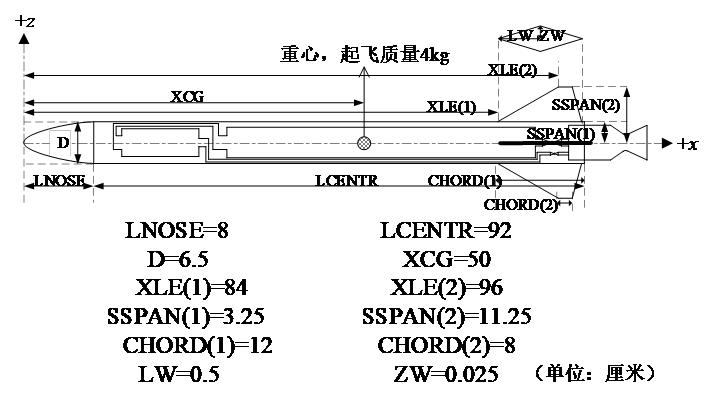 +z
LW ZW
重心，起飞质量4kg
XLE(2)
XCG
SSPAN(2)
XLE(1)
D
SSPAN(1)
+x
LNOSE
LCENTR
CHORD(1)
CHORD(2)
LNOSE=8 LCENTR=92
D=6.5 XCG=50
XLE(1)=84 XLE(2)=96
SSPAN(1)=3.25 SSPAN(2)=11.25
CHORD(1)=12 CHORD(2)=8
LW=0.5 ZW=0.025 （单位：厘米）